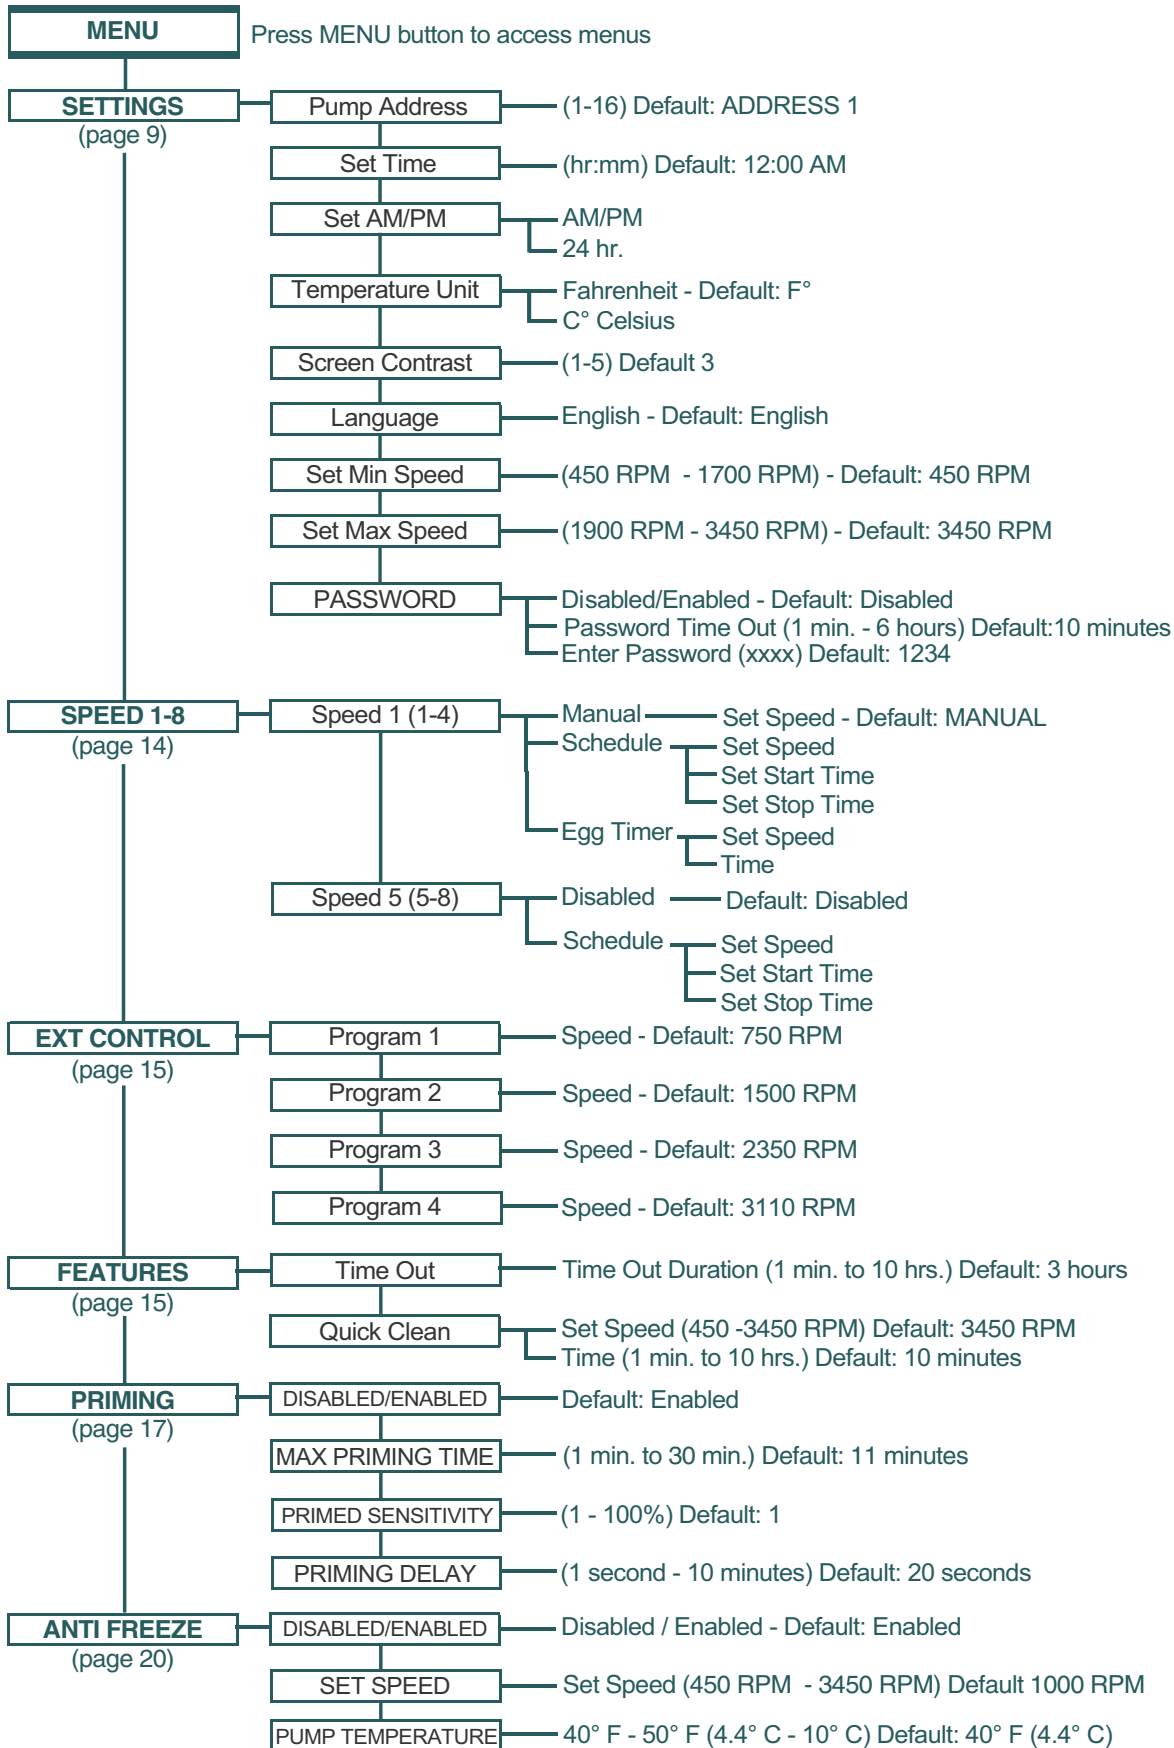 MENU
Press MENU button to access menus
SETTINGS
(page 9)
Pump Address
(1-16) Default: ADDRESS 1
Set Time
(hr:mm) Default: 12:00 AM
Set AM/PM
AM/PM
24 hr.
Temperature Unit
Fahrenheit - Default: F°
C° Celsius
Screen Contrast
(1-5) Default 3
Language
English - Default: English
Set Min Speed
(450 RPM  - 1700 RPM) - Default: 450 RPM
Set Max Speed
(1900 RPM - 3450 RPM) - Default: 3450 RPM
PASSWORD
Disabled/Enabled - Default: Disabled
Password Time Out (1 min. - 6 hours) Default:10 minutes
Enter Password (xxxx) Default: 1234
SPEED 1-8
(page 14)
Speed 1 (1-4)
Manual
Set Speed - Default: MANUAL
Schedule
Set Speed
Set Start Time
Set Stop Time
Egg Timer
Set Speed
Time
Speed 5 (5-8)
Disabled
Default: Disabled
Schedule
Set Speed
Set Start Time
Set Stop Time
EXT CONTROL
(page 15)
Program 1
Speed - Default: 750 RPM
Program 2
Speed - Default: 1500 RPM
Program 3
Speed - Default: 2350 RPM
Program 4
Speed - Default: 3110 RPM
FEATURES
(page 15)
Time Out
Time Out Duration (1 min. to 10 hrs.) Default: 3 hours
Quick Clean
Set Speed (450 -3450 RPM) Default: 3450 RPM
Time (1 min. to 10 hrs.) Default: 10 minutes
PRIMING
(page 17)
DISABLED/ENABLED
Default: Enabled
MAX PRIMING TIME
(1 min. to 30 min.) Default: 11 minutes
PRIMED SENSITIVITY
(1 - 100%) Default: 1
PRIMING DELAY
(1 second - 10 minutes) Default: 20 seconds
ANTI FREEZE
(page 20)
DISABLED/ENABLED
Disabled / Enabled - Default: Enabled
SET SPEED
Set Speed (450 RPM  - 3450 RPM) Default 1000 RPM
PUMP TEMPERATURE
40° F - 50° F (4.4° C - 10° C) Default: 40° F (4.4° C)